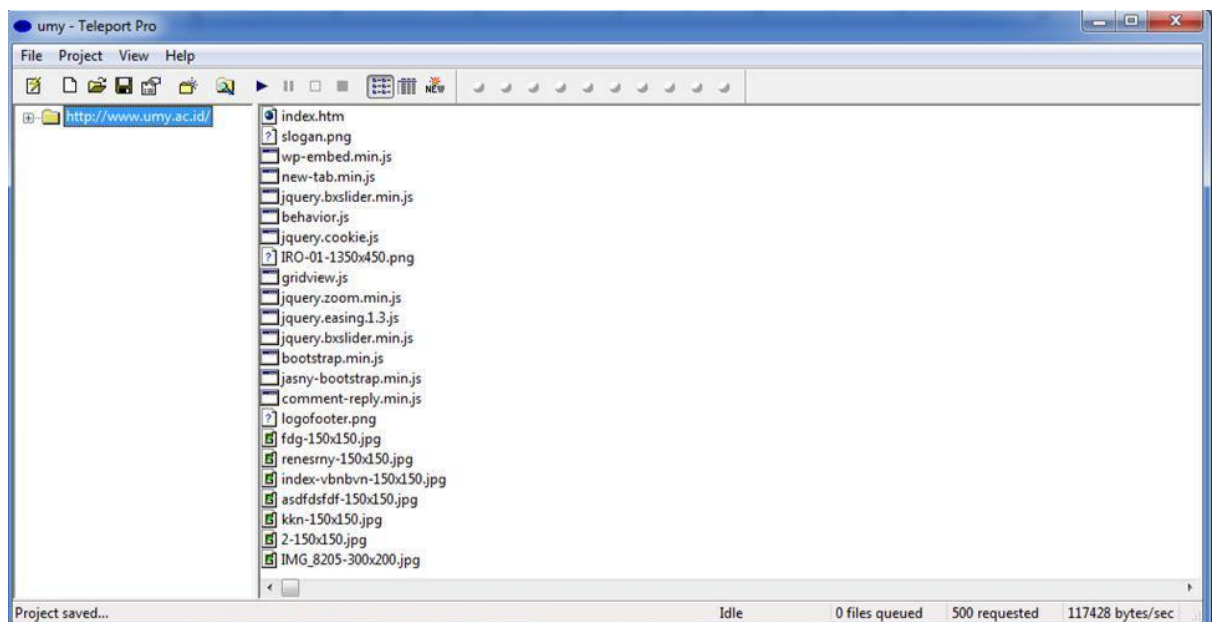 umy - Teleport Pro
File Project View Help
NEW
http://www.umy.ac.id/
index.htm
slogan.png
wp-embed.min.js
new-tab.min.js
jquery.bxslider.min.js
behavior.js
jquery.cookie.js
IRO-01-1350x450.png
gridview.js
jquery.zoom.min.js
jquery.easing.1.3.js
jquery.bxslider.min.js
bootstrap.min.js
jasny-bootstrap.min.js
comment-reply.min.js
logofooter.png
fdg-150x150.jpg
renesrny-150x150.jpg
index-vbnbvn-150x150.jpg
asdfdsfdf-150x150.jpg
kkn-150x150.jpg
2-150x150.jpg
IMG_8205-300x200.jpg
Project saved... Idle 0 files queued 500 requested 117428 bytes/sec